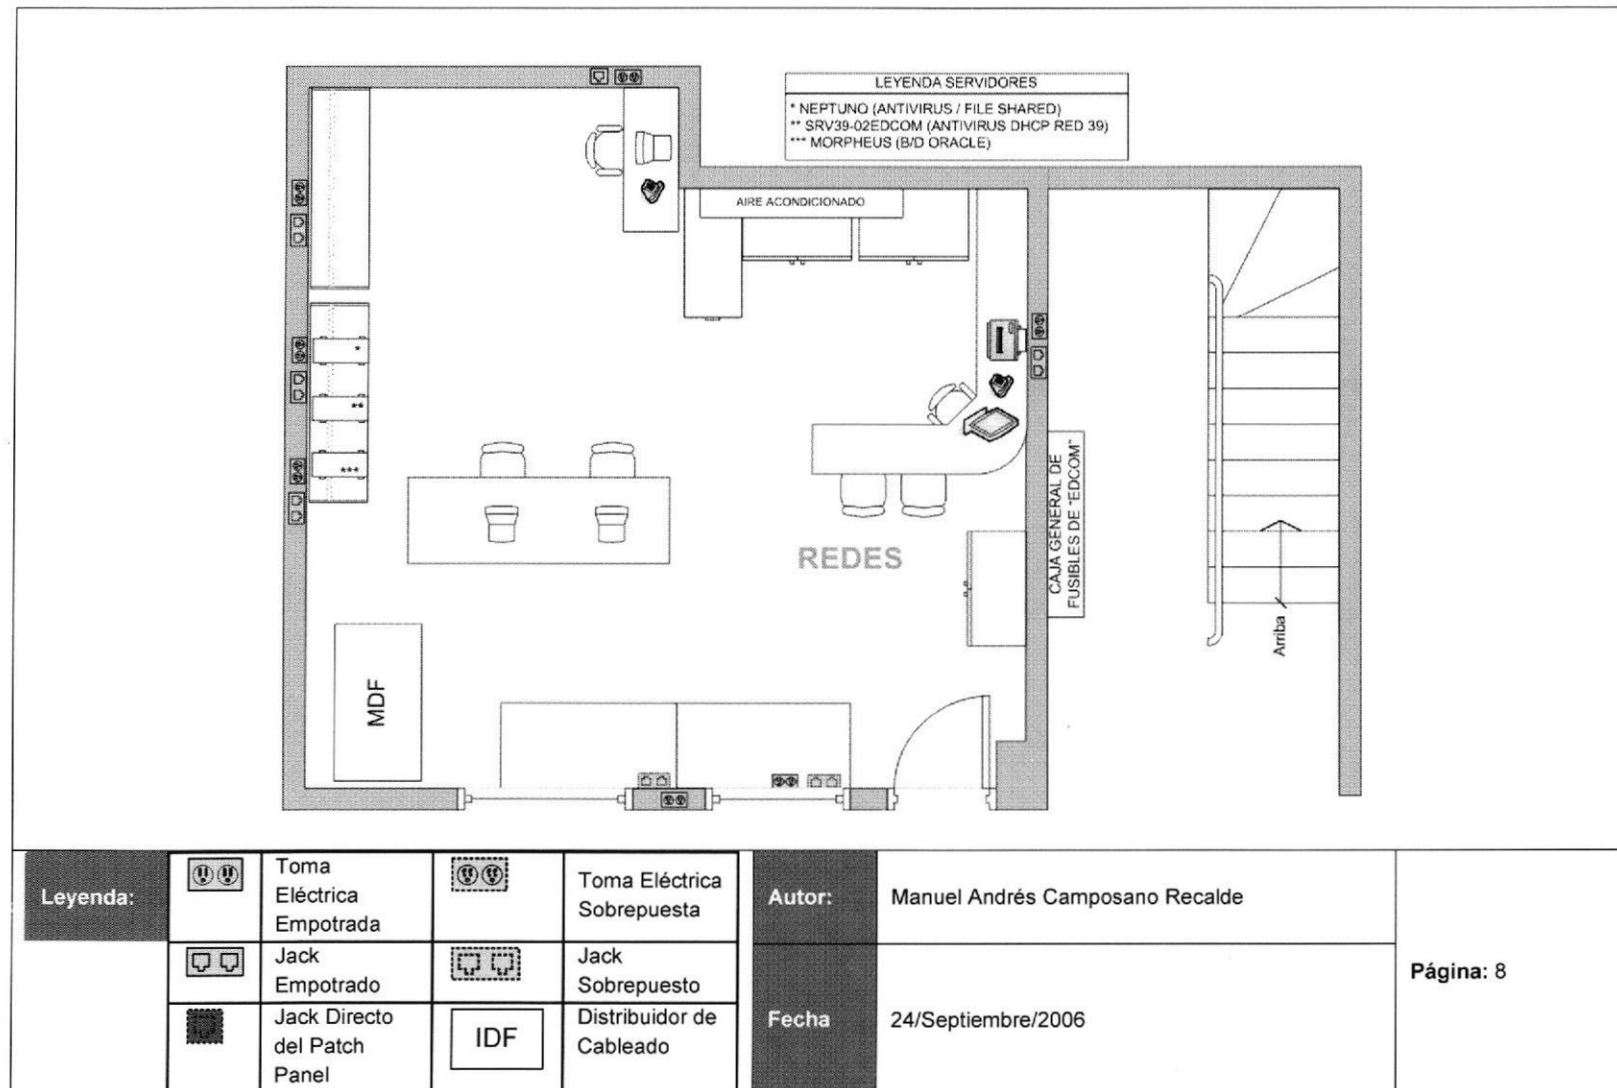 LEYENDA SERVIDORES
* NEPTUNO (ANTIVIRUS / FILE SHARED)
** SRV39-02EDCOM (ANTIVIRUS DHCP RED 39)
*** MORPHEUS (B/D ORACLE)
AIRE ACONDICIONADO
*
**
***
CAJA GENERAL DE
FUSIBLES DE "EDCOM"
REDES
Arriba
MDF
Leyenda:
Toma
Eléctrica
Empotrada
Toma Eléctrica
Sobrepuesta
Jack
Empotrado
Jack
Sobrepuesto
Jack Directo
del Patch
Panel
IDF
Distribuidor de
Cableado
Autor:
Manuel Andrés Camposano Recalde
Fecha
24/Septiembre/2006
Página: 8